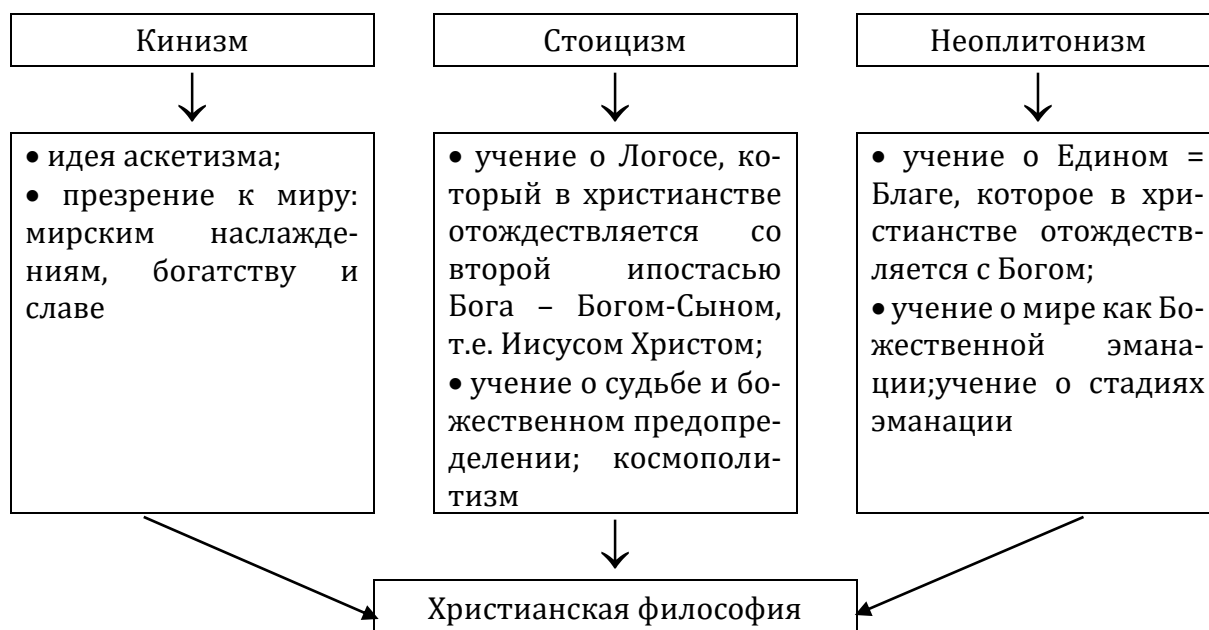 Кинизм
Стоицизм
Неоплитонизм
• идея аскетизма;
• презрение к миру:
мирским наслажде-
ниям, богатству и
славе
• учение о Логосе, ко-
торый в христианстве
отождествляется со
второй ипостасью
Бога – Богом-Сыном,
т.е. Иисусом Христом;
• учение о судьбе и бо-
жественном предопре-
делении; космополи-
тизм
• учение о Едином =
Благе, которое в хри-
стианстве отождеств-
ляется с Богом;
• учение о мире как Бо-
жественной эмана-
ции;учение о стадиях
эманации
Христианская философия